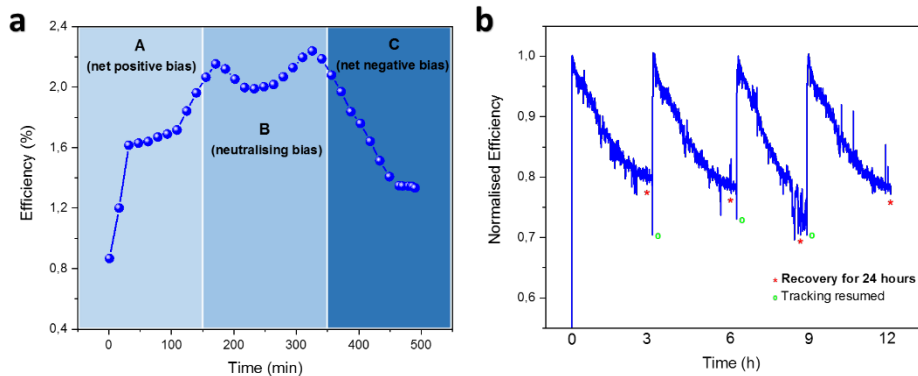 a
2,4
2,0
1,6
1,2
0,8
0,4
Efficiency (%)
A
(net positive bias)
B
(neutralising bias)
C
(net negative bias)
0
100
200
300
400
500
Time (min)
b
1,0
0,9
0,8
0,7
0,6
Normalised Efficiency
* Recovery for 24 hours
o Tracking resumed
0
3
6
9
12
Time (h)